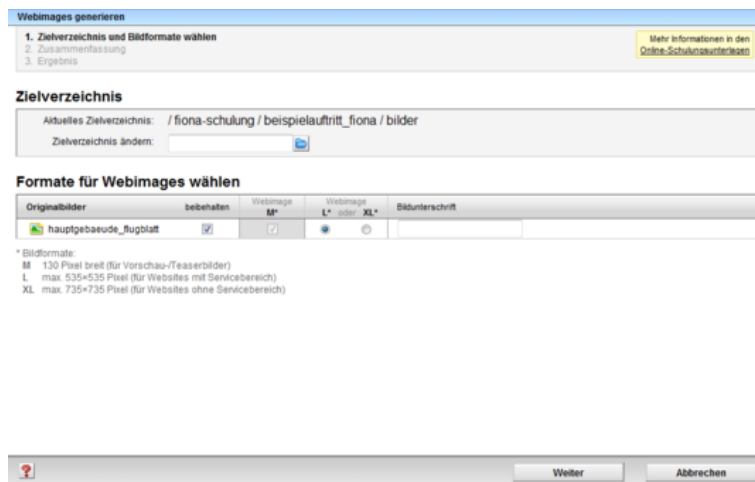 Webimages generieren
1. Zielverzeichnis und Bildformate wählen
2. Zusammenfassung
3. Ergebnis
Mehr Informationen in den
Online-Schulungsunterlagen
Zielverzeichnis
Aktuelles Zielverzeichnis: / fiona-schulung / beispielauftritt_fiona / bilder
Zielverzeichnis ändern:
Formate für Webimages wählen
Originalbilder beibehalten Webimage M* Webimage L* oder XL* Bildunterschrift
hauptgebaeude_flugblatt
* Bildformate:
M 130 Pixel breit (für Vorschau-/Teaserbilder)
L max. 535×535 Pixel (für Websites mit Servicebereich)
XL max. 735×735 Pixel (für Websites ohne Servicebereich)
? Weiter Abbrechen